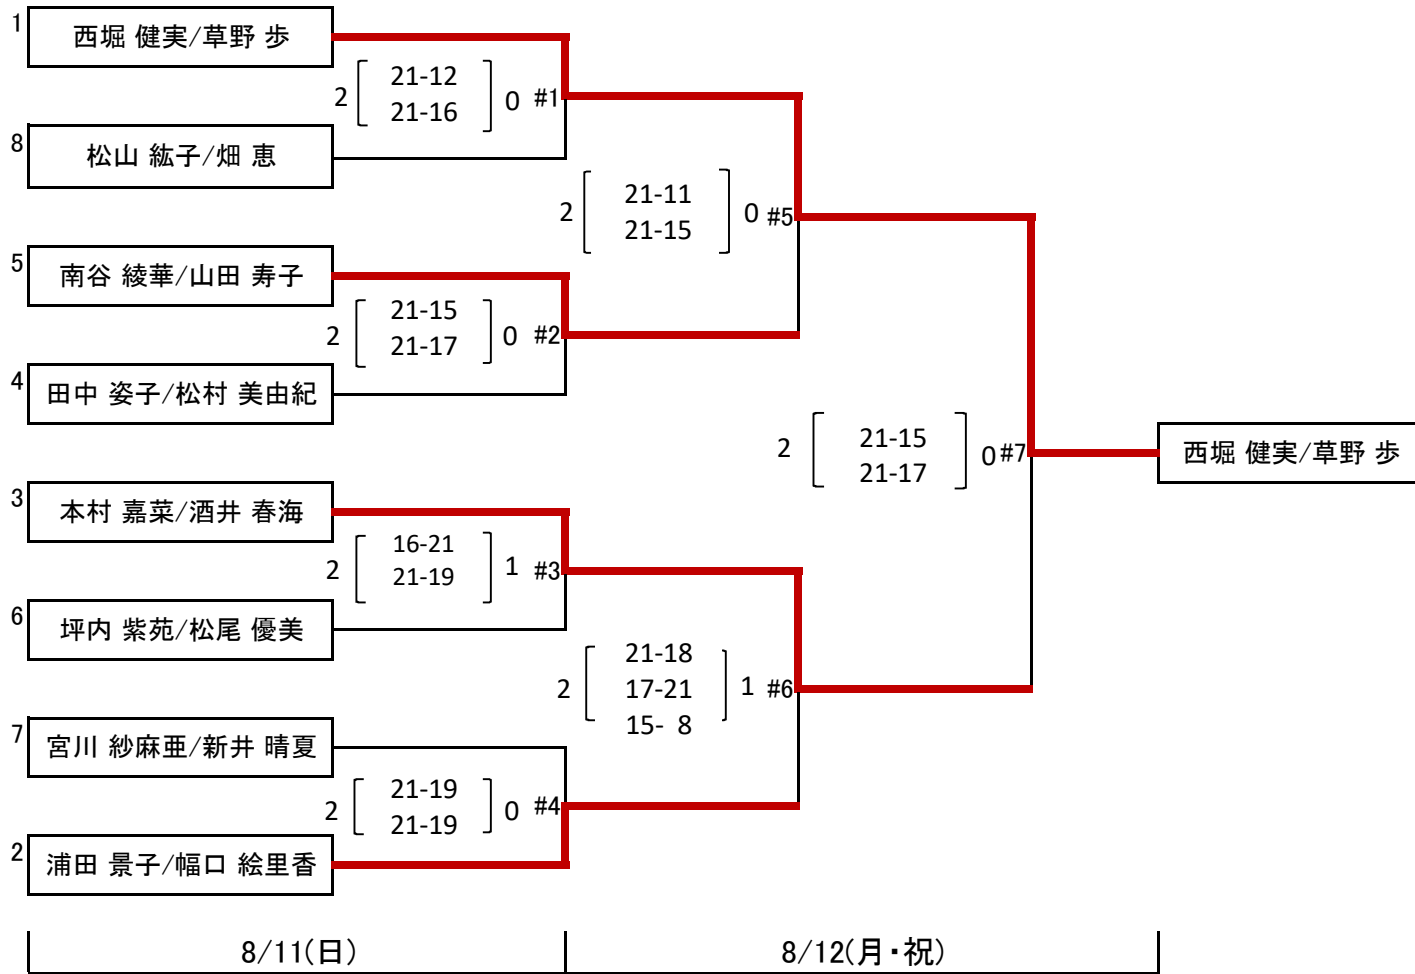 1
西堀 健実/草野 歩
2 21-12 0 #1
21-16
8
松山 紘子/畑 恵
2 21-11 0 #5
21-15
5
南谷 綾華/山田 寿子
2 21-15 0 #2
21-17
4
田中 姿子/松村 美由紀
2 21-15 0 #7
21-17
西堀 健実/草野 歩
3
本村 嘉菜/酒井 春海
2 16-21 1 #3
21-19
6
坪内 紫苑/松尾 優美
2 21-18 1 #6
17-21
15- 8
7
宮川 紗麻亜/新井 晴夏
2 21-19 0 #4
21-19
2
浦田 景子/幅口 絵里香
8/11(日) 8/12(月・祝)